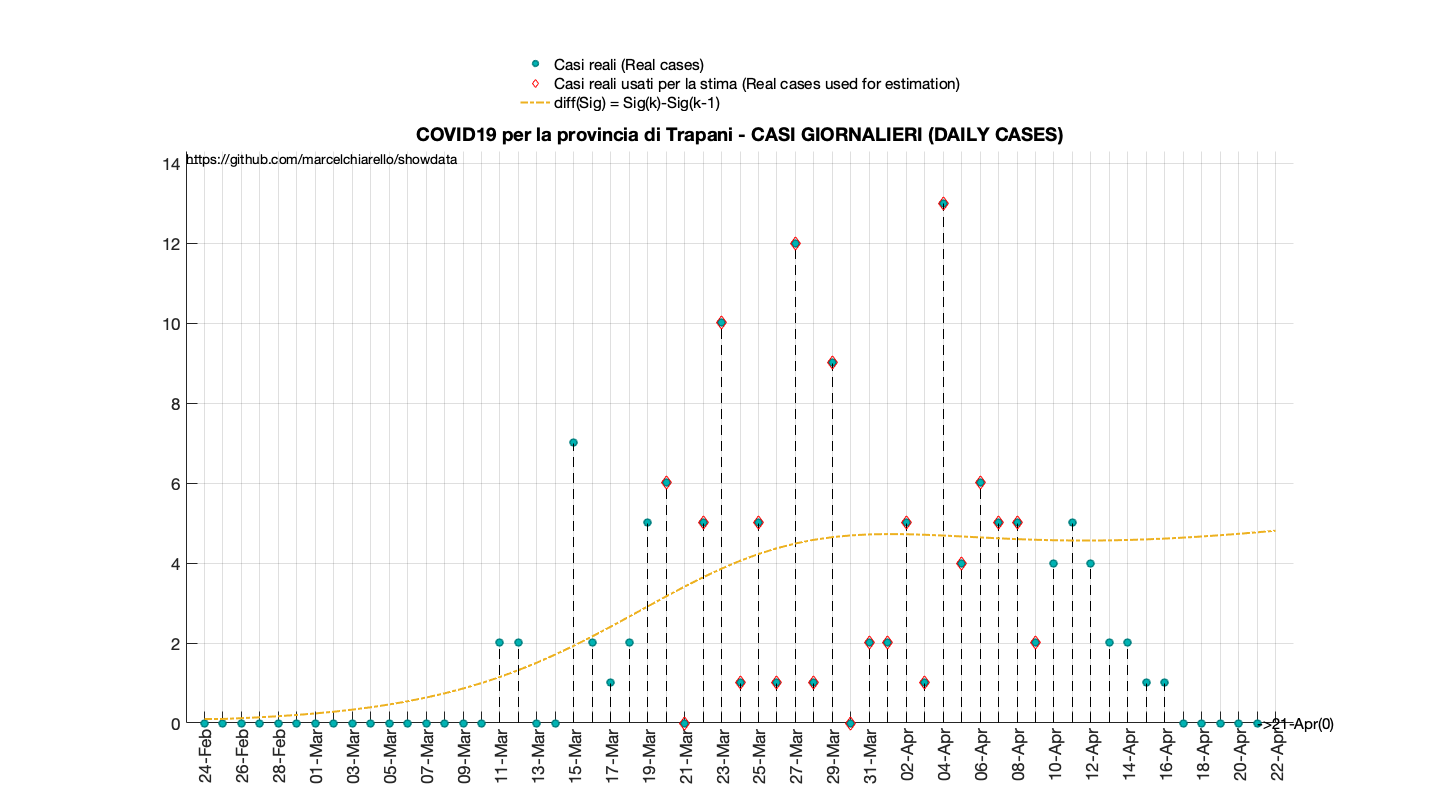 Casi reali (Real cases)
Casi reali usati per la stima (Real cases used for estimation)
diff(Sig) = Sig(k)-Sig(k-1)
COVID19 per la provincia di Trapani - CASI GIORNALIERI (DAILY CASES)
https://github.com/marcelchiarello/showdata
14
12
10
8
6
4
2
0
->21-Apr(0)
24-Feb
26-Feb
28-Feb
01-Mar
03-Mar
05-Mar
07-Mar
09-Mar
11-Mar
13-Mar
15-Mar
17-Mar
19-Mar
21-Mar
23-Mar
25-Mar
27-Mar
29-Mar
31-Mar
02-Apr
04-Apr
06-Apr
08-Apr
10-Apr
12-Apr
14-Apr
16-Apr
18-Apr
20-Apr
22-Apr